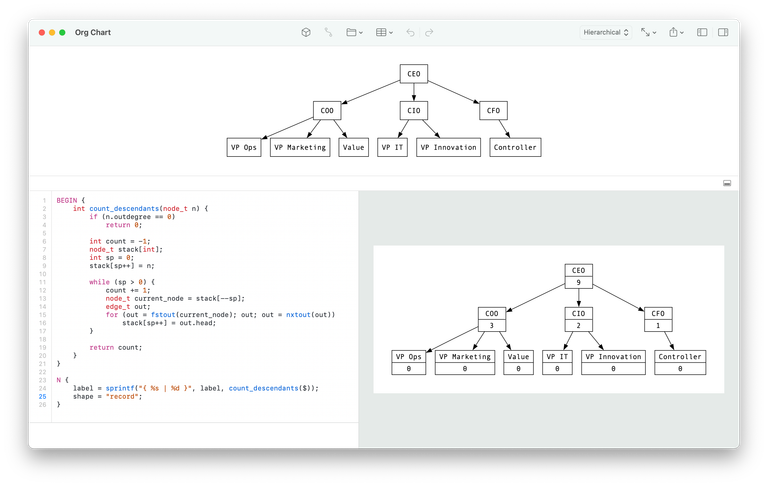 Org Chart
Hierarchical
CEO
COO
CIO
CFO
VP Ops
VP Marketing
Value
VP IT
VP Innovation
Controller
1 BEGIN {
2 int count_descendants(node_t n) {
3 if (n.outdegree == 0)
4 return 0;
5
6 int count = -1;
7 node_t stack[int];
8 int sp = 0;
9 stack[sp++] = n;
10
11 while (sp > 0) {
12 count += 1;
13 node_t current_node = stack[--sp];
14 edge_t out;
15 for (out = fstout(current_node); out; out = nxtout(out))
16 stack[sp++] = out.head;
17 }
18
19 return count;
20 }
21 }
22
23 N {
24 label = sprintf("{ %s | %d }", label, count_descendants($));
25 shape = "record";
26 }
CEO
9
COO
3
CIO
2
CFO
1
VP Ops
0
VP Marketing
0
Value
0
VP IT
0
VP Innovation
0
Controller
0